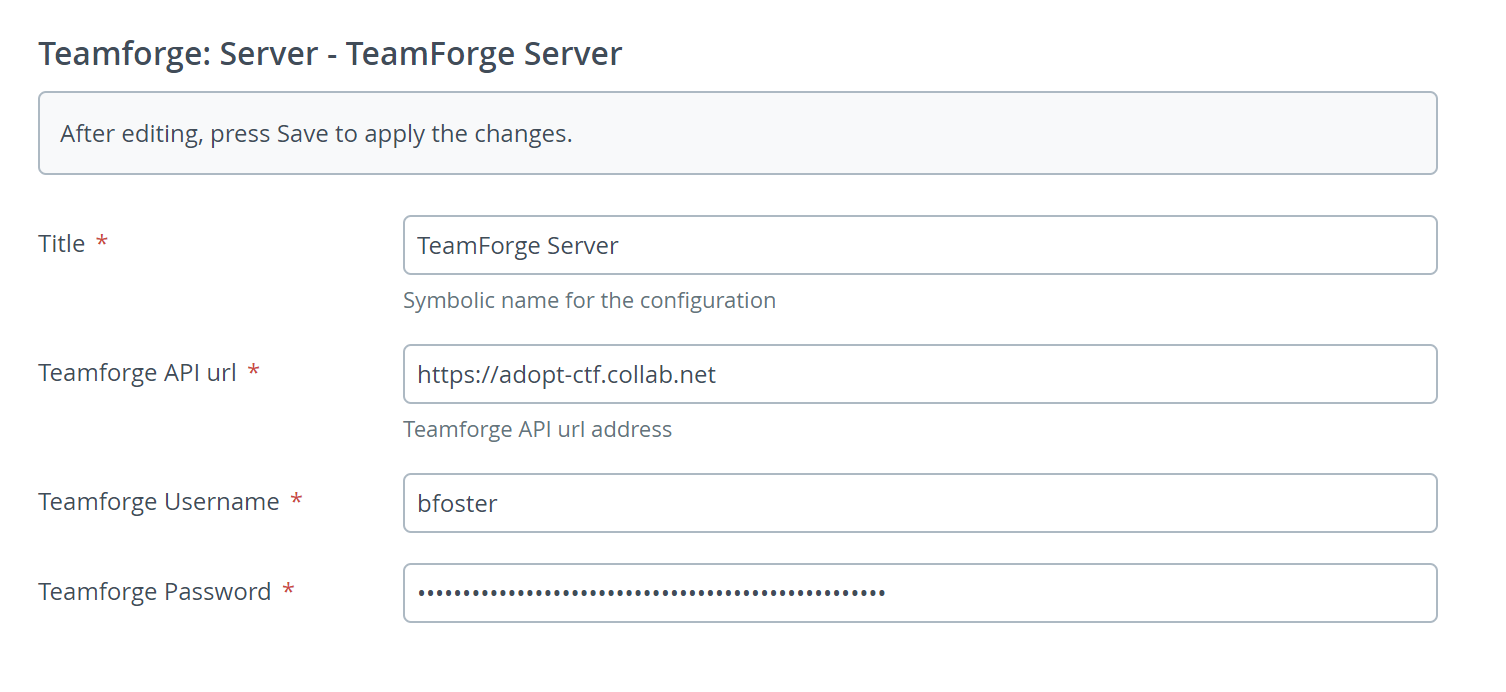 Teamforge: Server - TeamForge Server
After editing, press Save to apply the changes.
Title *
TeamForge Server
Symbolic name for the configuration
Teamforge API url *
https://adopt-ctf.collab.net
Teamforge API url address
Teamforge Username *
bfoster
Teamforge Password *
••••••••••••••••••••••••••••••••••••••••••••••••••••